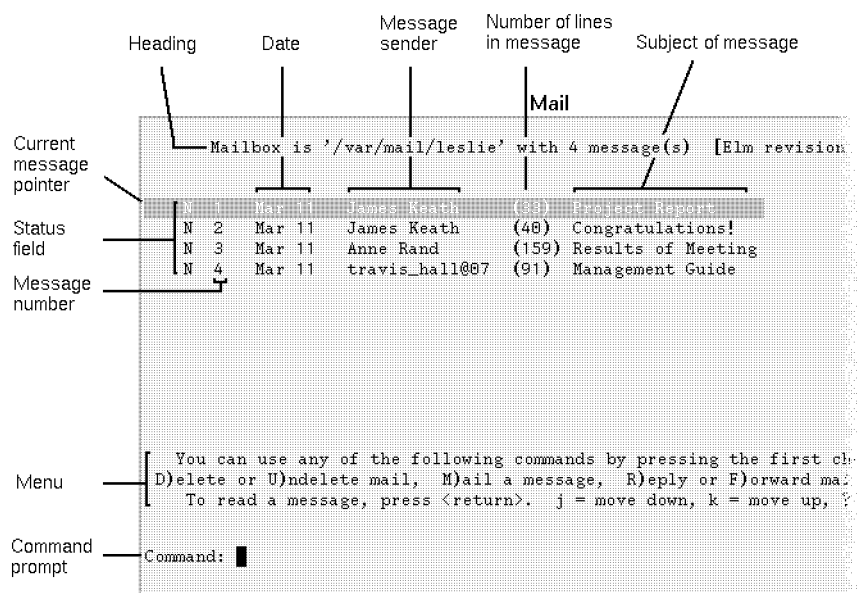 Heading Date Message sender Number of lines in message Subject of message
Mail
Current message pointer
Mailbox is '/var/mail/leslie' with 4 message(s) [Elm revision
N 1 Mar 11 James Keath (33) Project Report
Status field
N 2 Mar 11 James Keath (40) Congratulations!
N 3 Mar 11 Anne Rand (159) Results of Meeting
N 4 Mar 11 travis_hall@07 (91) Management Guide
Message number
You can use any of the following commands by pressing the first
Menu
D)elete or U)ndelete mail, M)ail a message, R)eply or F)orward
To read a message, press <return>. j = move down, k = move up,
Command prompt
Command: